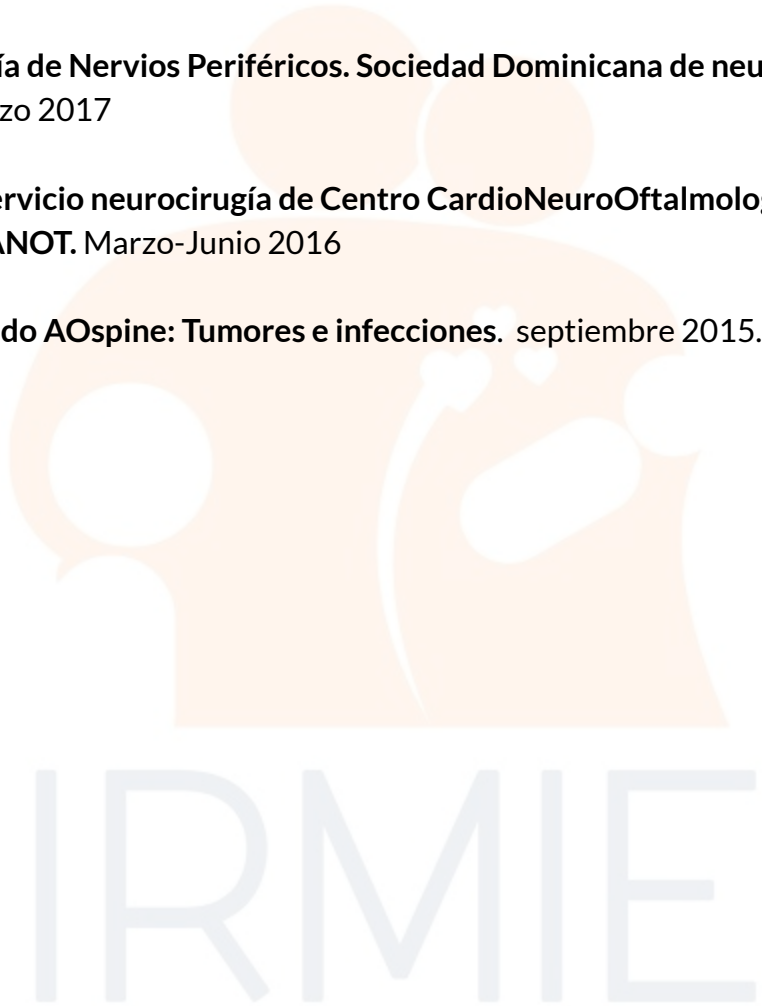 ía de Nervios Periféricos. Sociedad Dominicana de neu
zo 2017
ervicio neurocirugía de Centro CardioNeuroOftalmolog
ANOT. Marzo-Junio 2016
do AOspine: Tumores e infecciones. septiembre 2015.
IRMIE